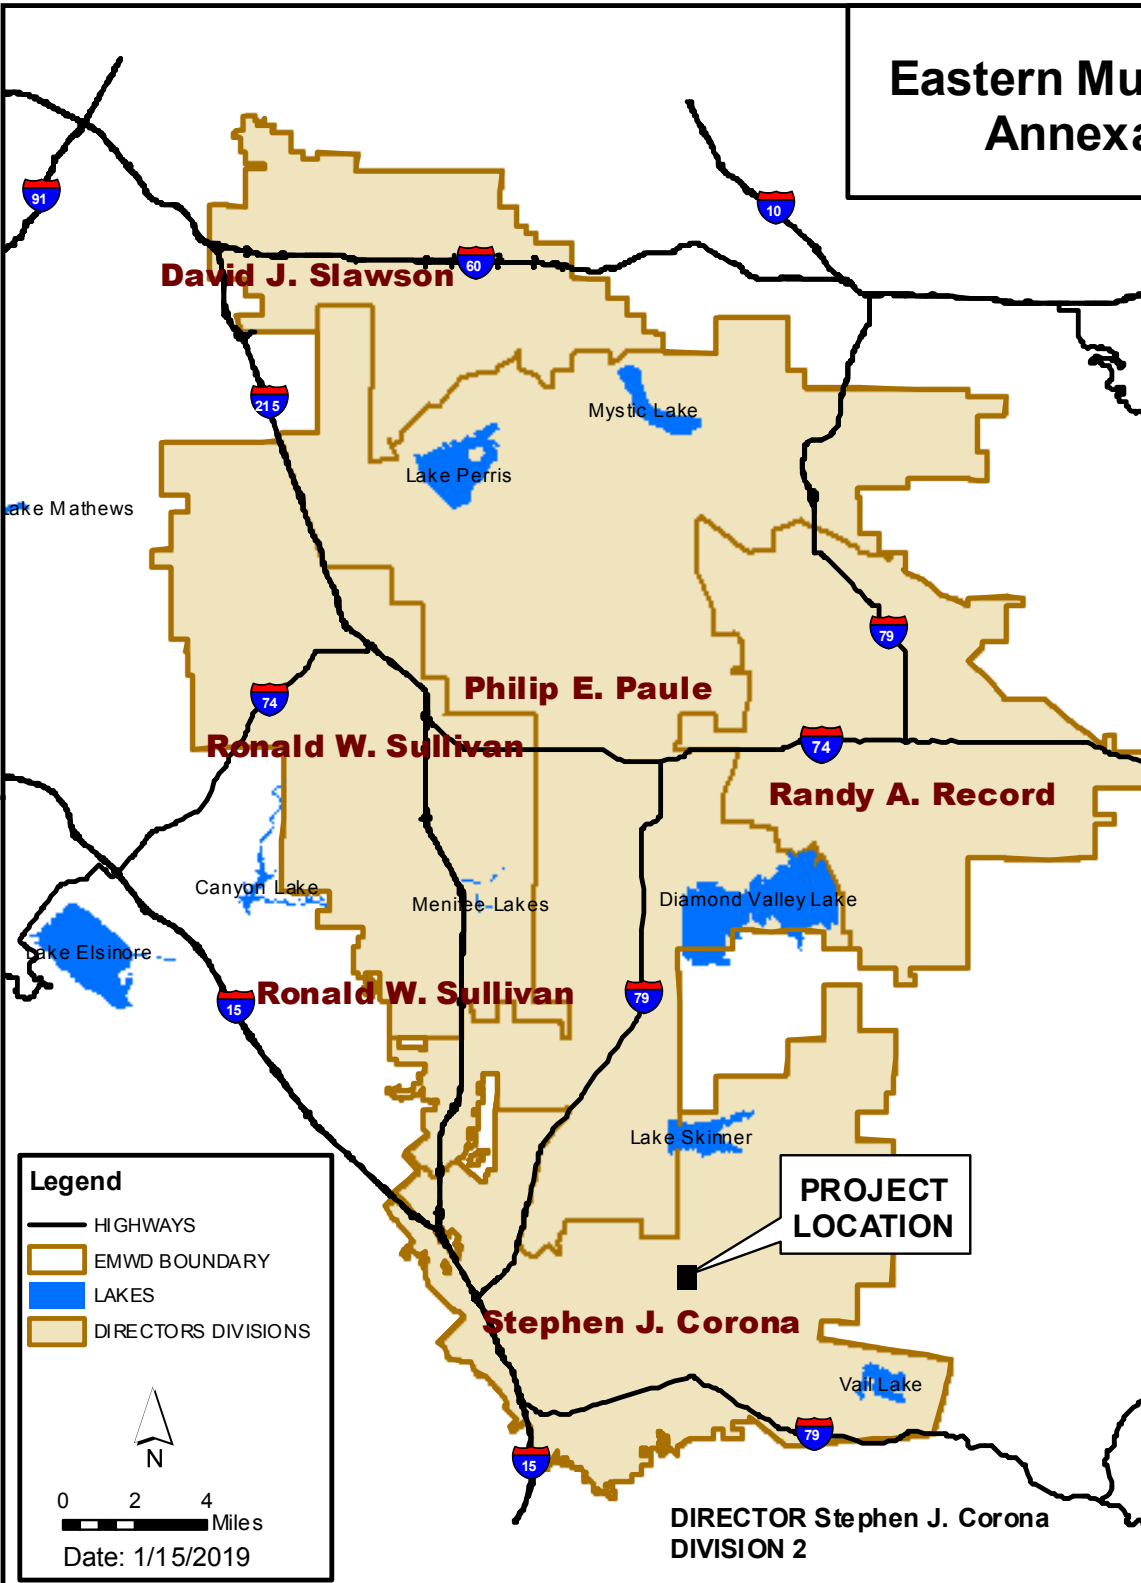 Eastern Mu
Annexa
91
10
60
David J. Slawson
215
Mystic Lake
Lake Perris
ake Mathews
79
74
Philip E. Paule
Ronald W. Sullivan
74
Randy A. Record
Canyon Lake
Menifee Lakes
Diamond Valley Lake
Lake Elsinore
Ronald W. Sullivan
15
79
Lake Skinner
PROJECT
LOCATION
Legend
HIGHWAYS
EMWD BOUNDARY
LAKES
DIRECTORS DIVISIONS
Stephen J. Corona
Vail Lake
79
15
N
0 2 4
Miles
Date: 1/15/2019
DIRECTOR Stephen J. Corona
DIVISION 2